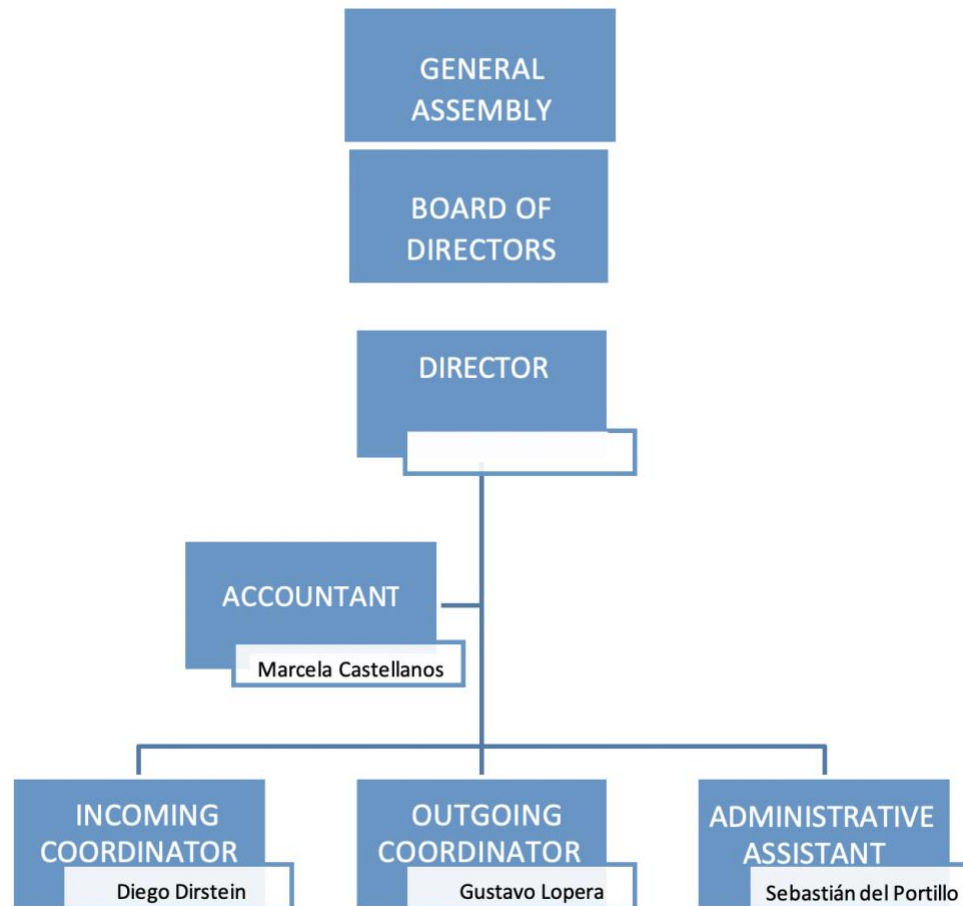 GENERAL
ASSEMBLY
BOARD OF
DIRECTORS
DIRECTOR
ACCOUNTANT
Marcela Castellanos
INCOMING
COORDINATOR
Diego Dirstein
OUTGOING
COORDINATOR
Gustavo Lopera
ADMINISTRATIVE
ASSISTANT
Sebastián del Portillo